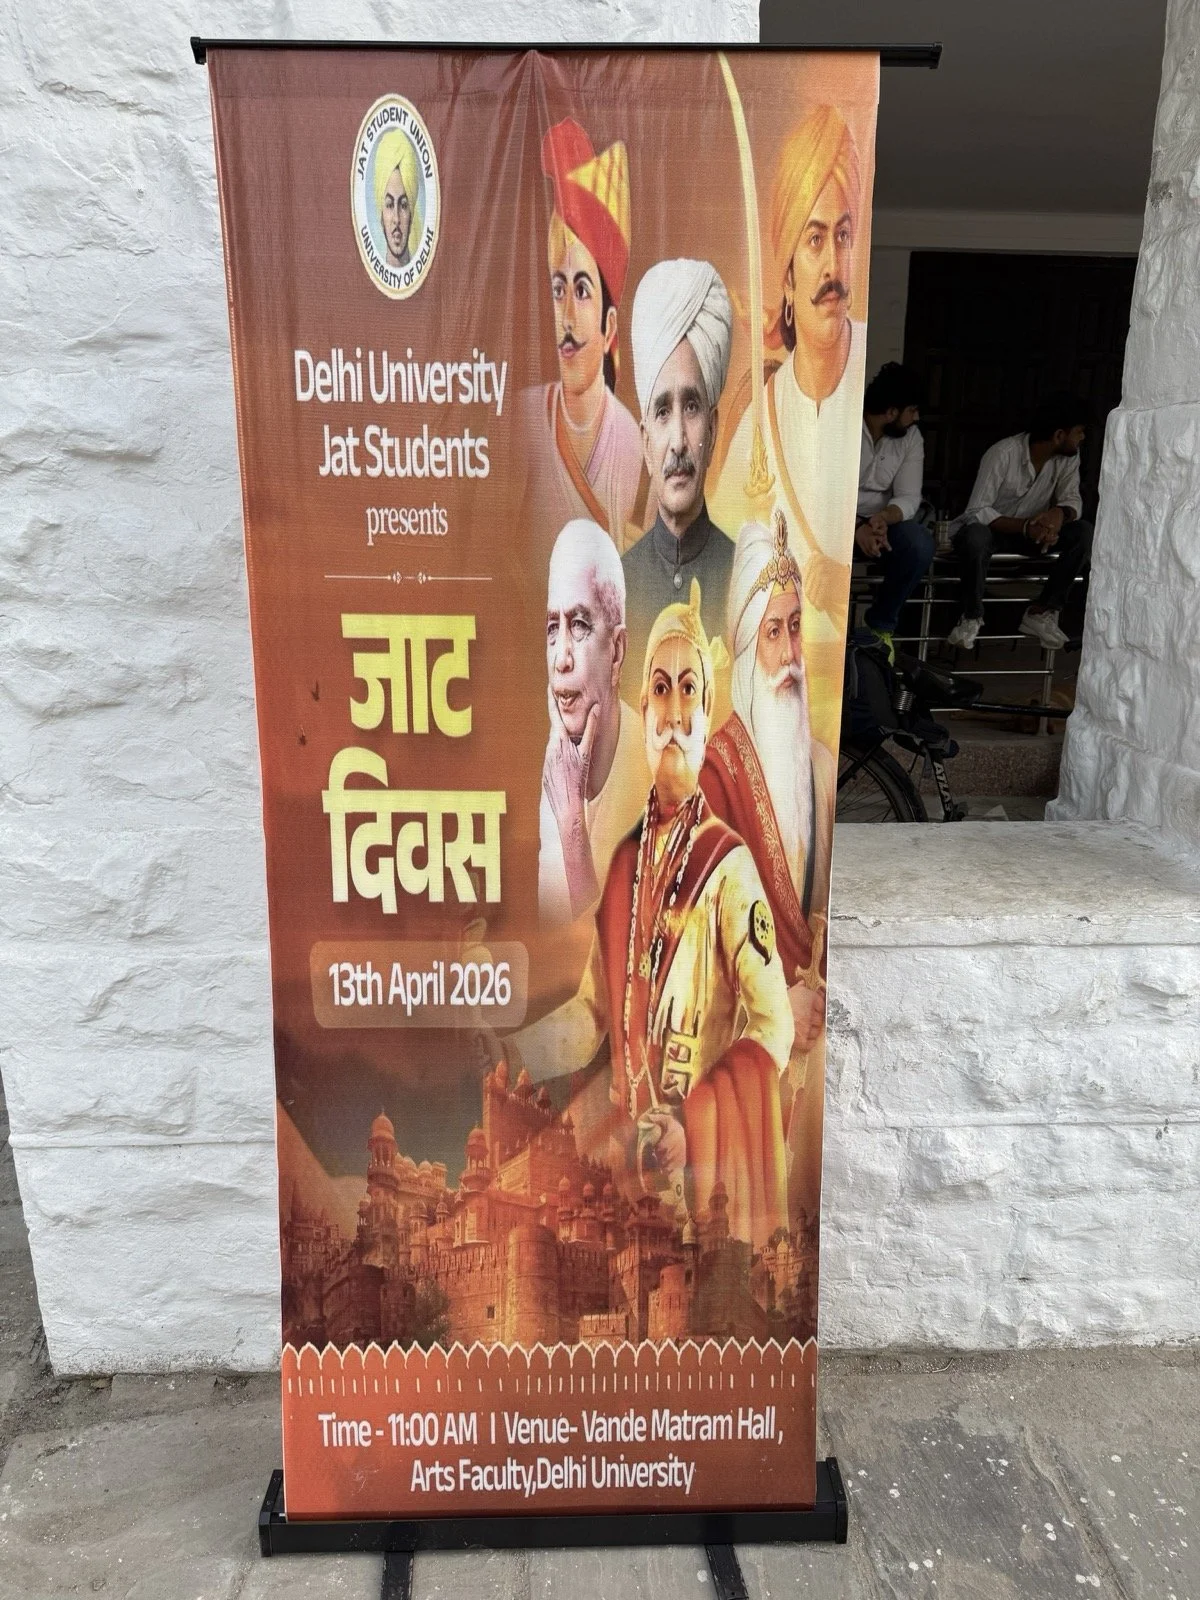 JAT STUDENT UNION
UNIVERSITY OF DELHI
Delhi University
Jat Students
presents
जाट
दिवस
13th April 2026
Time - 11:00 AM | Venue- Vande Matram Hall,
Arts Faculty,Delhi University